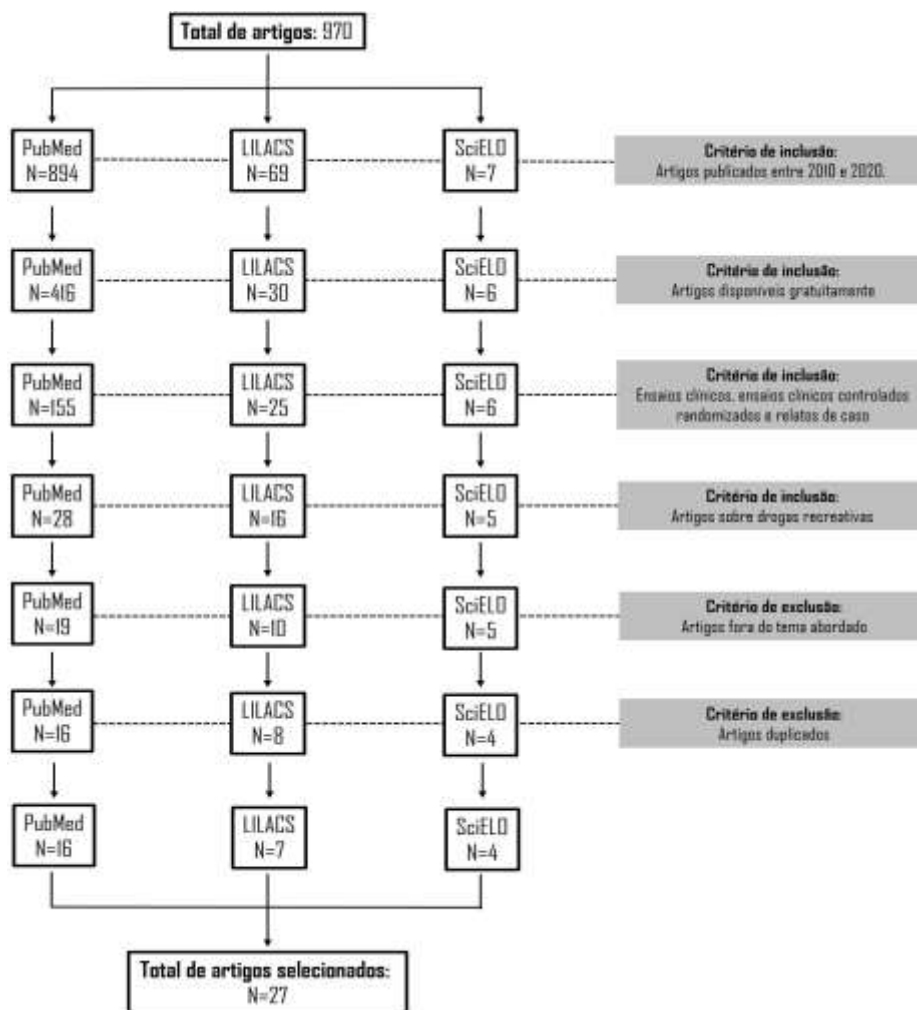 Total de artigos: 970
PubMed
N=894
LILACS
N=69
SciELO
N=7
Critério de inclusão:
Artigos publicados entre 2010 e 2020.
PubMed
N=416
LILACS
N=30
SciELO
N=6
Critério de inclusão:
Artigos disponíveis gratuitamente
PubMed
N=155
LILACS
N=25
SciELO
N=6
Critério de inclusão:
Ensaios clínicos, ensaios clínicos controlados
randomizados e relatos de caso
PubMed
N=28
LILACS
N=16
SciELO
N=5
Critério de inclusão:
Artigos sobre drogas recreativas
PubMed
N=19
LILACS
N=10
SciELO
N=5
Critério de exclusão:
Artigos fora do tema abordado
PubMed
N=16
LILACS
N=8
SciELO
N=4
Critério de exclusão:
Artigos duplicados
PubMed
N=16
LILACS
N=7
SciELO
N=4
Total de artigos selecionados:
N=27